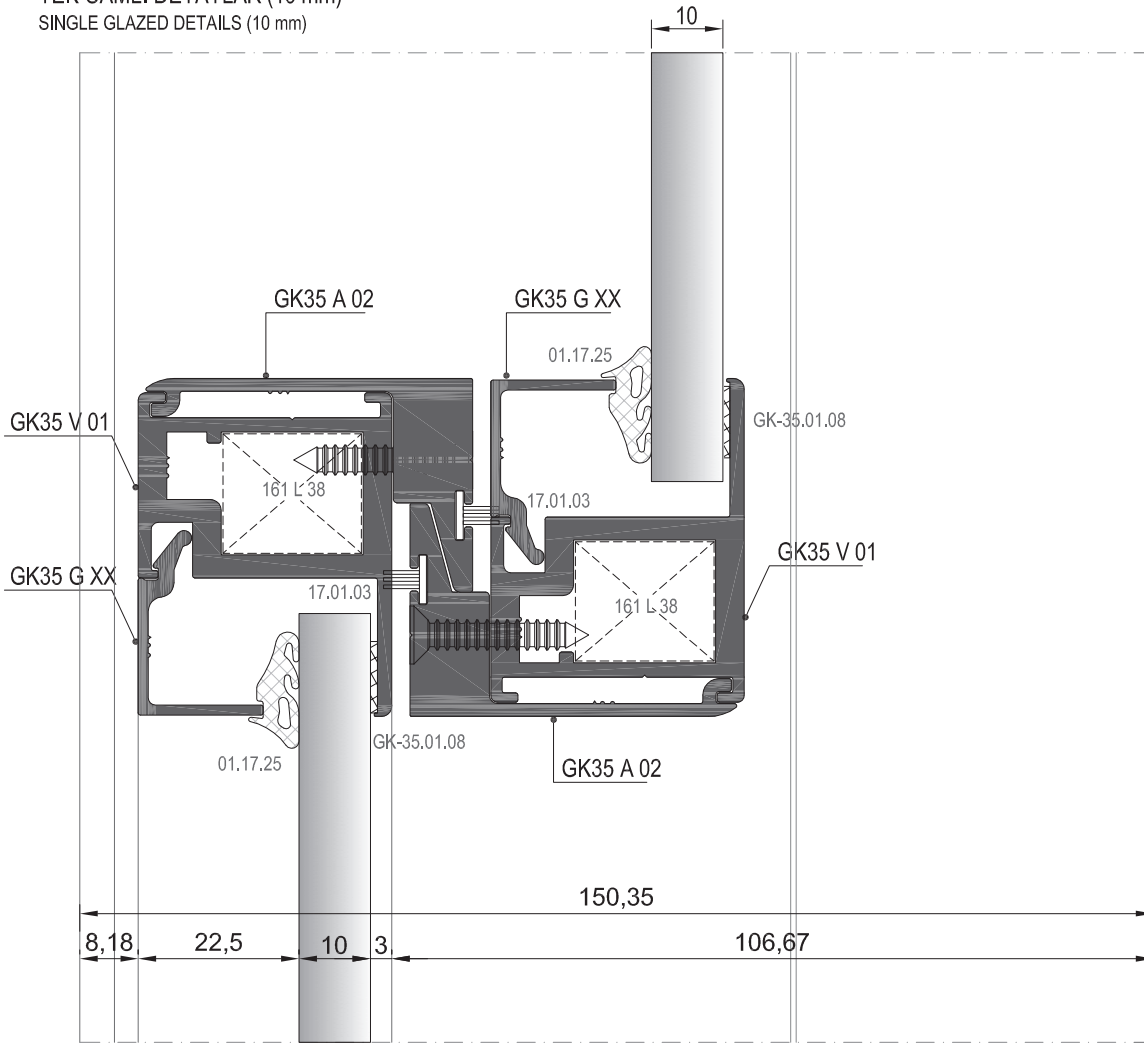 SINGLE GLAZED DETAILS (10 mm)
10
GK35 A 02
GK35 G XX
01.17.25
GK35 V 01
GK-35.01.08
161 L 38
17.01.03
GK35 V 01
GK35 G XX
17.01.03
161 L 38
GK-35.01.08
01.17.25
GK35 A 02
150,35
8,18
22,5
10
3
106,67